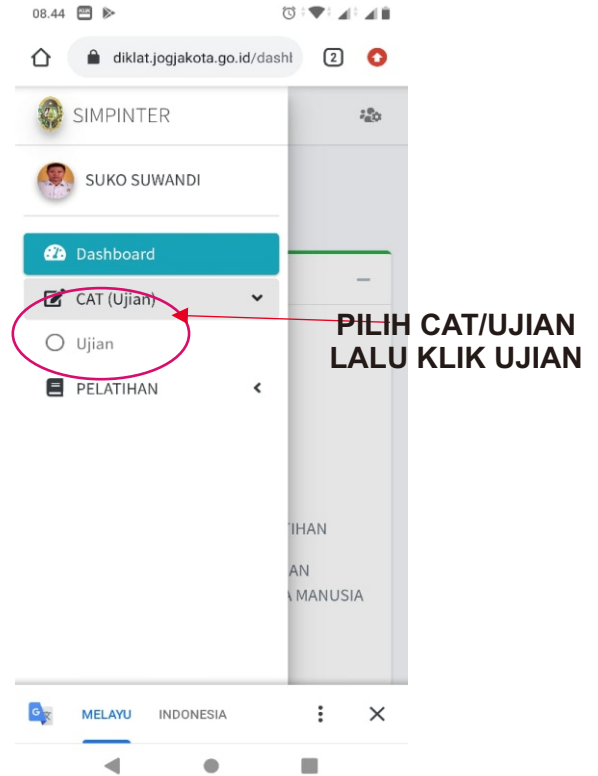 08.44
diklat.jogjakota.go.id/dashl
2
SIMPINTER
SUKO SUWANDI
Dashboard
CAT (Ujian)
Ujian
PELATIHAN
PILIH CAT/UJIAN
LALU KLIK UJIAN
IHAN
AN
MANUSIA
MELAYU INDONESIA